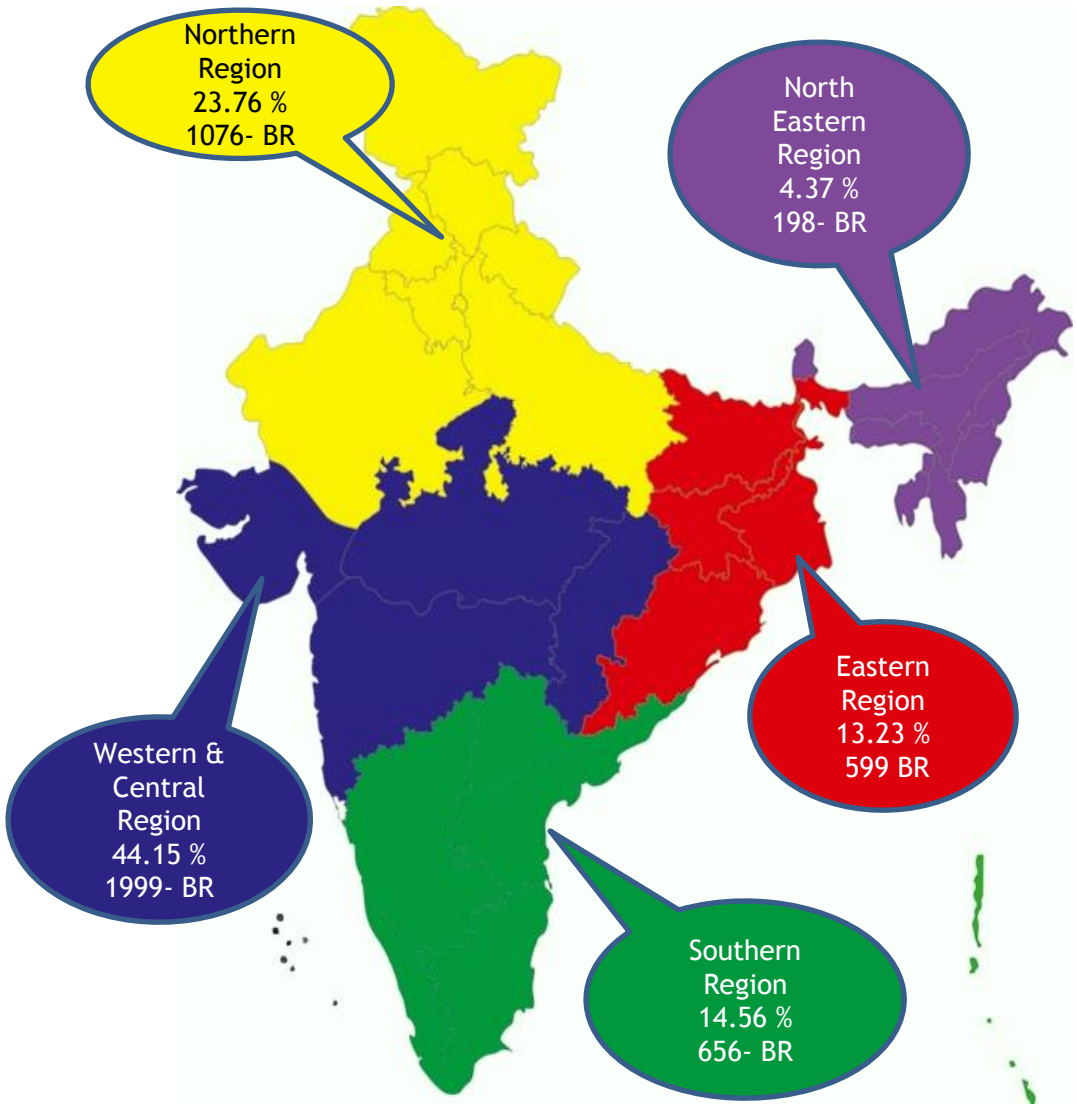 Northern
Region
23.76 %
1076- BR
North
Eastern
Region
4.37 %
198- BR
Eastern
Region
13.23 %
599 BR
Western &
Central
Region
44.15 %
1999- BR
Southern
Region
14.56 %
656- BR